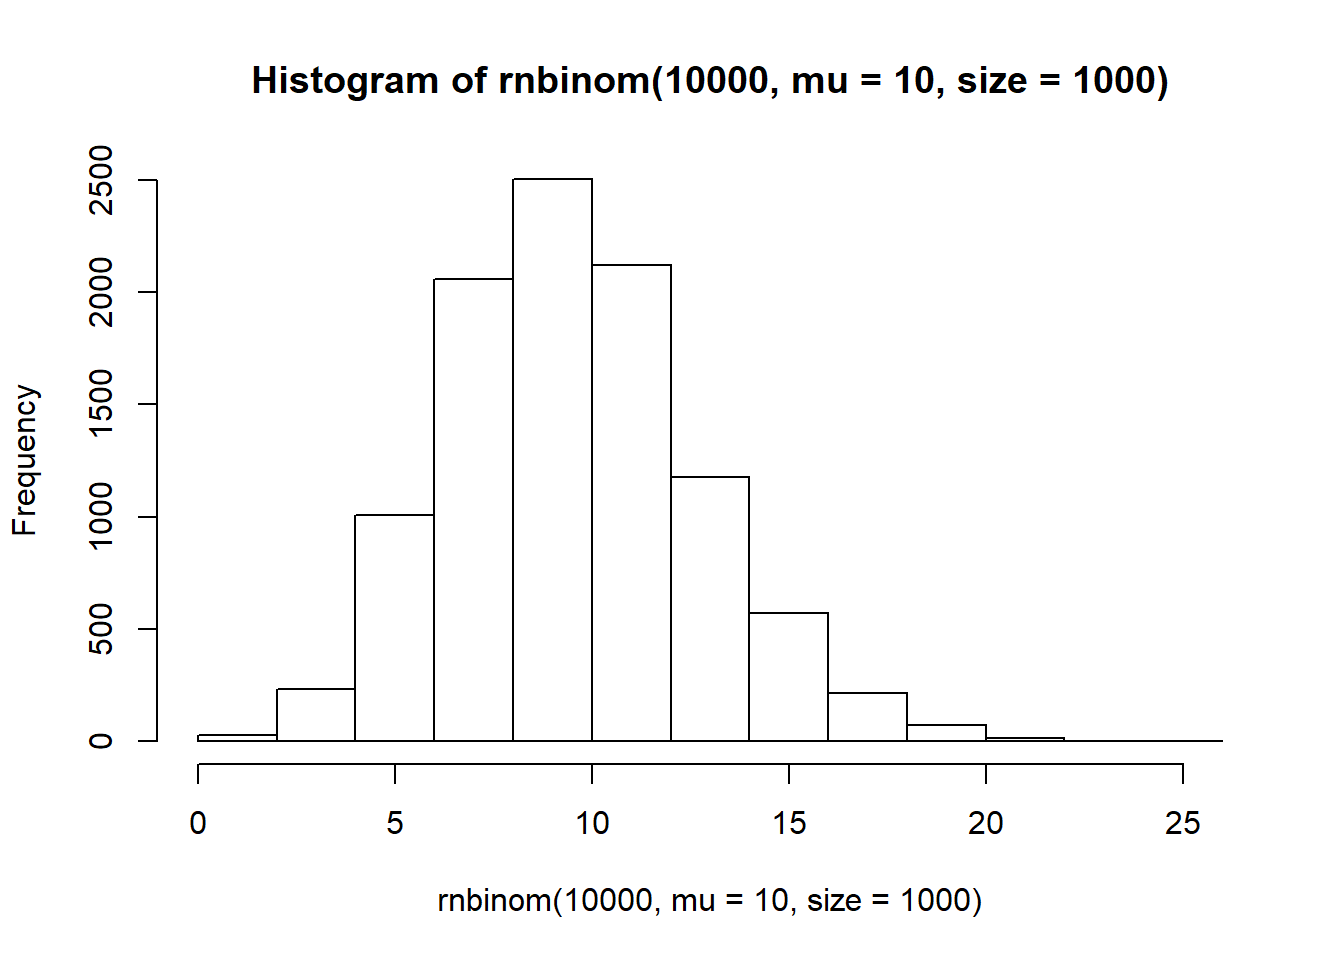 Histogram of rnbinom(10000, mu = 10, size = 1000)
Frequency
2500
2000
1500
1000
500
0
0 5 10 15 20 25
rnbinom(10000, mu = 10, size = 1000)